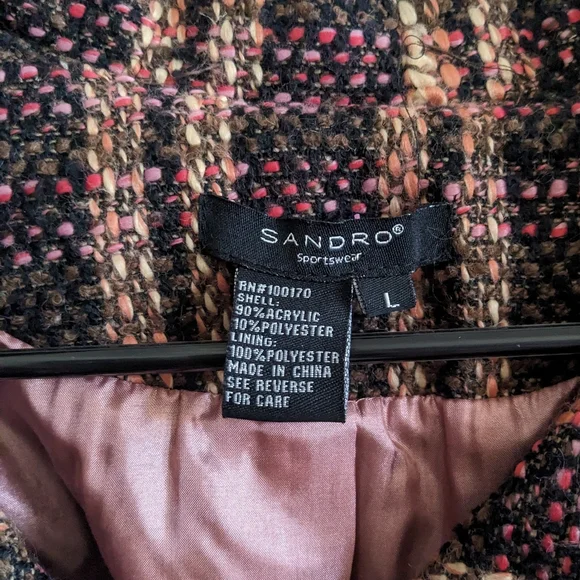 SANDRO®
Sportswear
L
RN#100170
SHELL:
90%ACRYLIC
10%POLYESTER
LINING:
100%POLYESTER
MADE IN CHINA
SEE REVERSE
FOR CARE